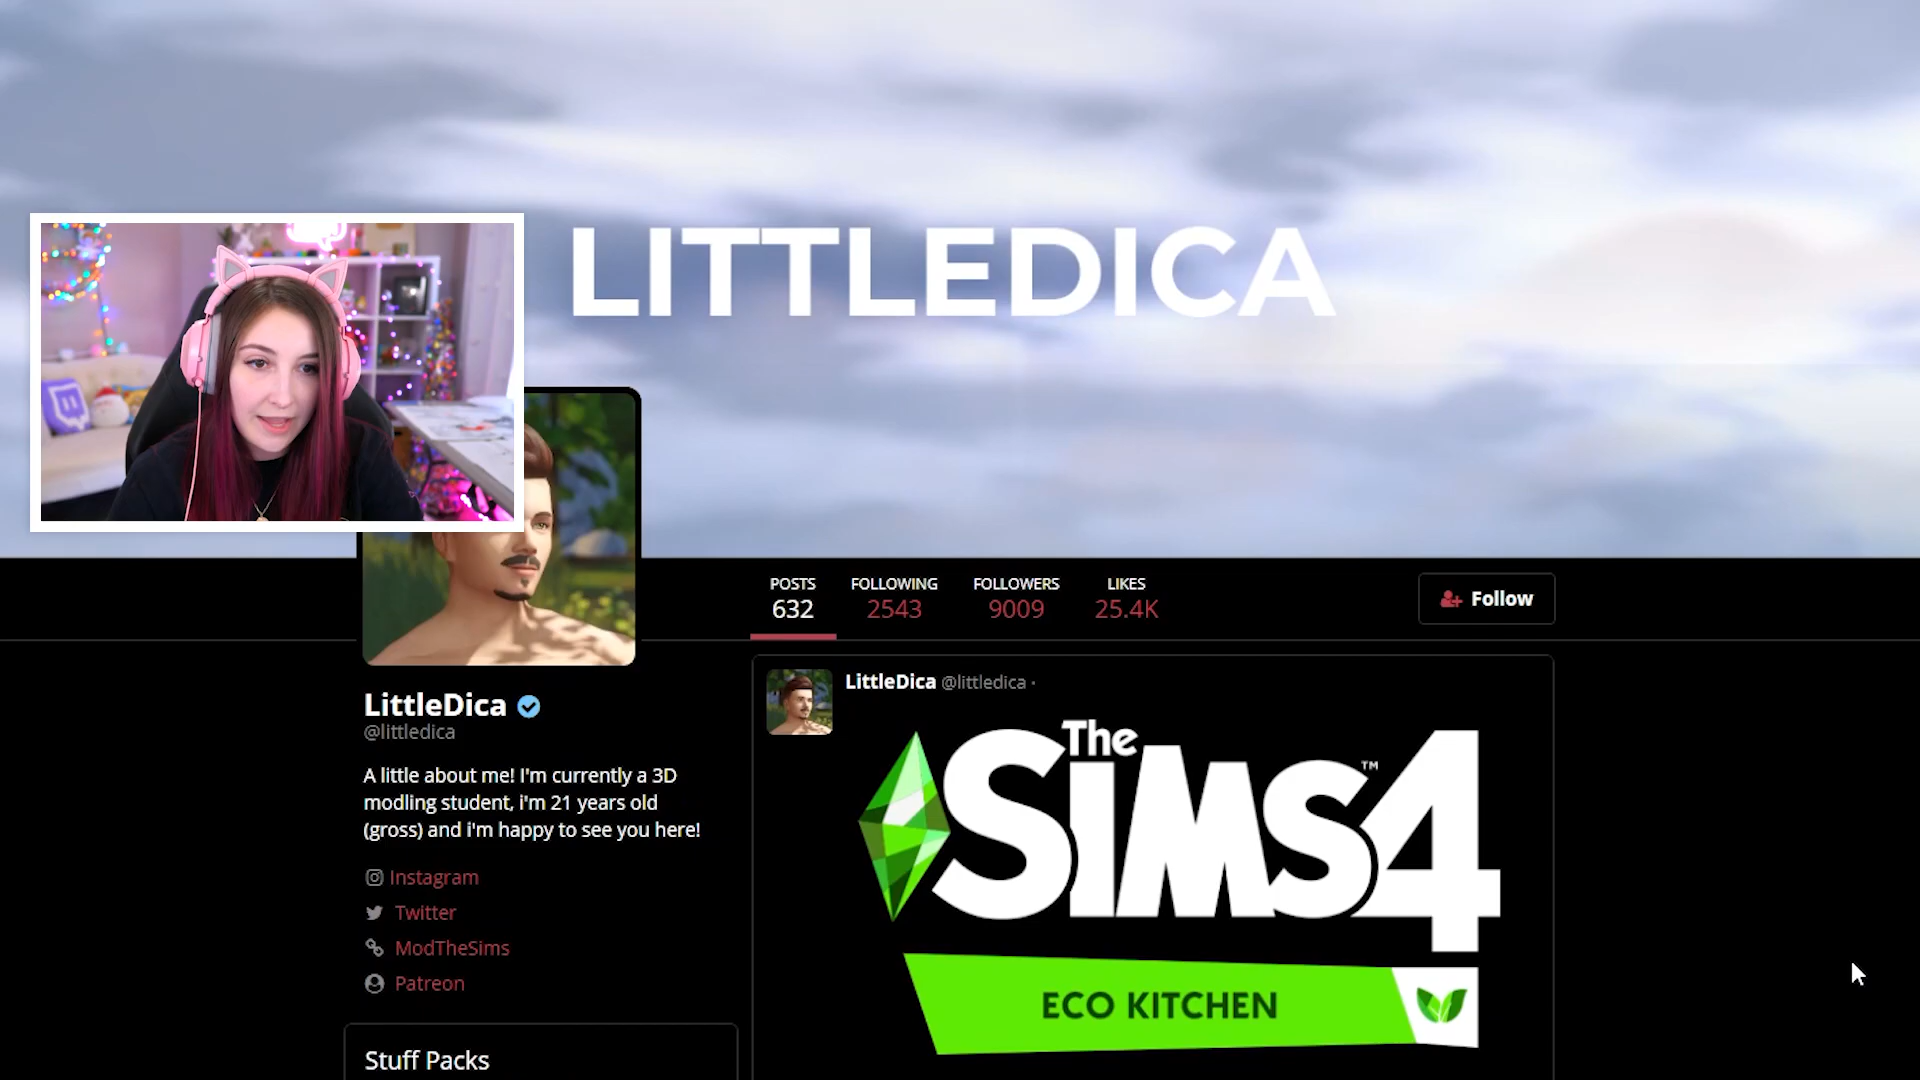 LITTLEDICA
POSTS
632
FOLLOWING
2543
FOLLOWERS
9009
LIKES
25.4K
Follow
LittleDica
@littledica
A little about me! I'm currently a 3D
modling student, i'm 21 years old
(gross) and i'm happy to see you here!
Instagram
Twitter
ModTheSims
Patreon
Stuff Packs
LittleDica @littledica ·
The
SiMS4™
ECO KITCHEN